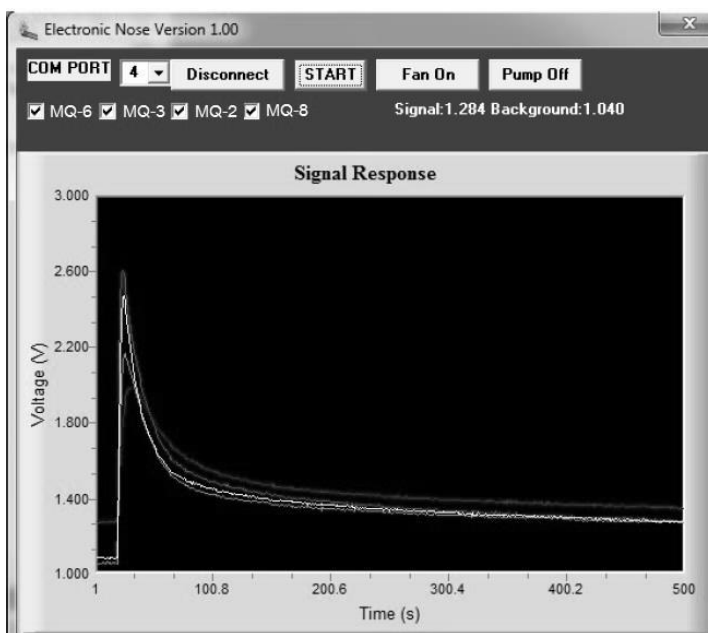 Electronic Nose Version 1.00
COM PORT 4 Disconnect START Fan On Pump Off
MQ-6 MQ-3 MQ-2 MQ-8 Signal:1.284 Background:1.040
Signal Response
3.000
2.600
2.200
1.800
1.400
1.000
Voltage (V)
1 100.8 200.6 300.4 400.2 500
Time (s)